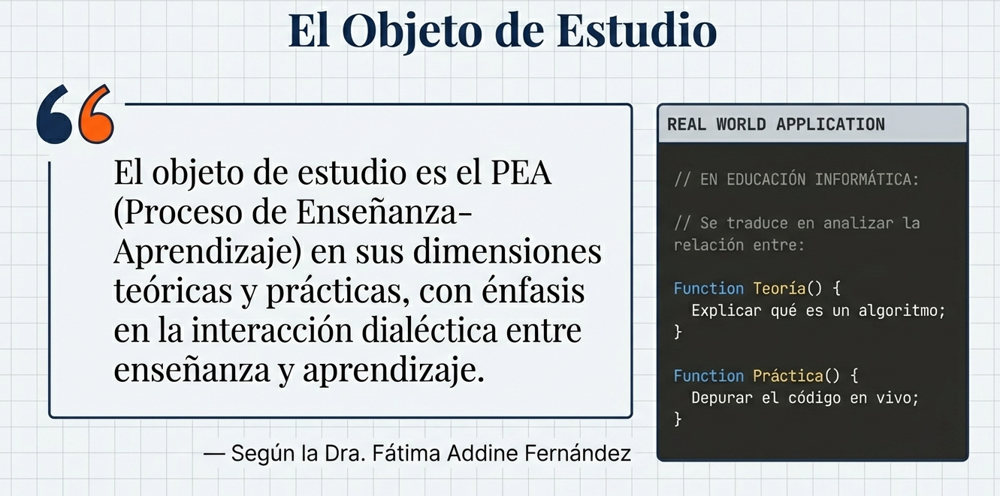 El Objeto de Estudio
“
El objeto de estudio es el PEA
(Proceso de Enseñanza-
Aprendizaje) en sus dimensiones
teóricas y prácticas, con énfasis
en la interacción dialéctica entre
enseñanza y aprendizaje.
— Según la Dra. Fátima Addine Fernández
REAL WORLD APPLICATION
// EN EDUCACIÓN INFORMÁTICA:
// Se traduce en analizar la
relación entre:
Function Teoría() {
Explicar qué es un algoritmo;
}
Function Práctica() {
Depurar el código en vivo;
}